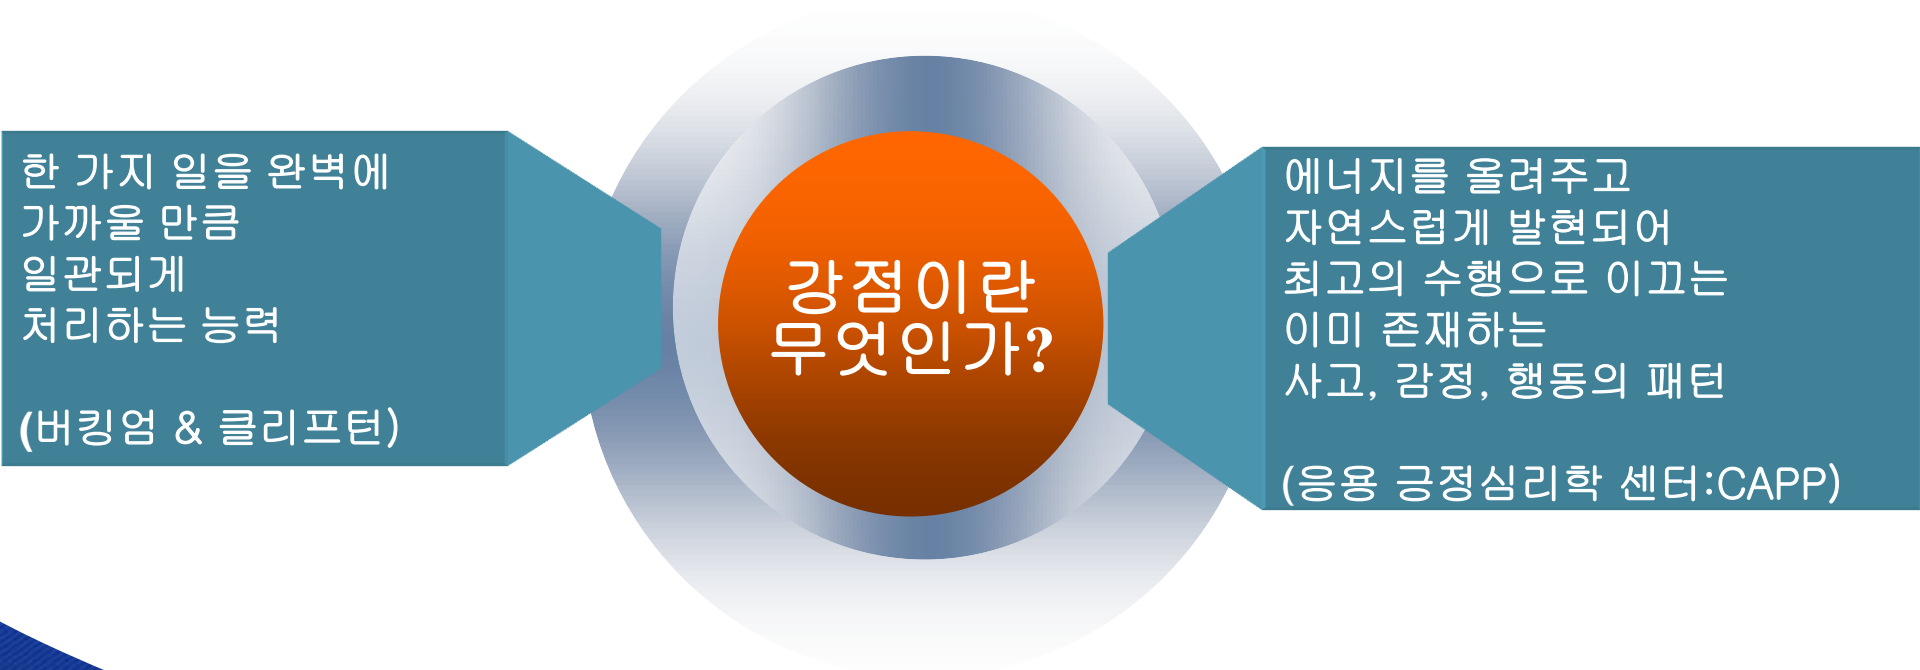 한 가지 일을 완벽에
가까울 만큼
일관되게
처리하는 능력
(버킹엄 & 클리프턴)
강점이란
무엇인가?
에너지를 올려주고
자연스럽게 발현되어
최고의 수행으로 이끄는
이미 존재하는
사고, 감정, 행동의 패턴
(응용 긍정심리학 센터:CAPP)